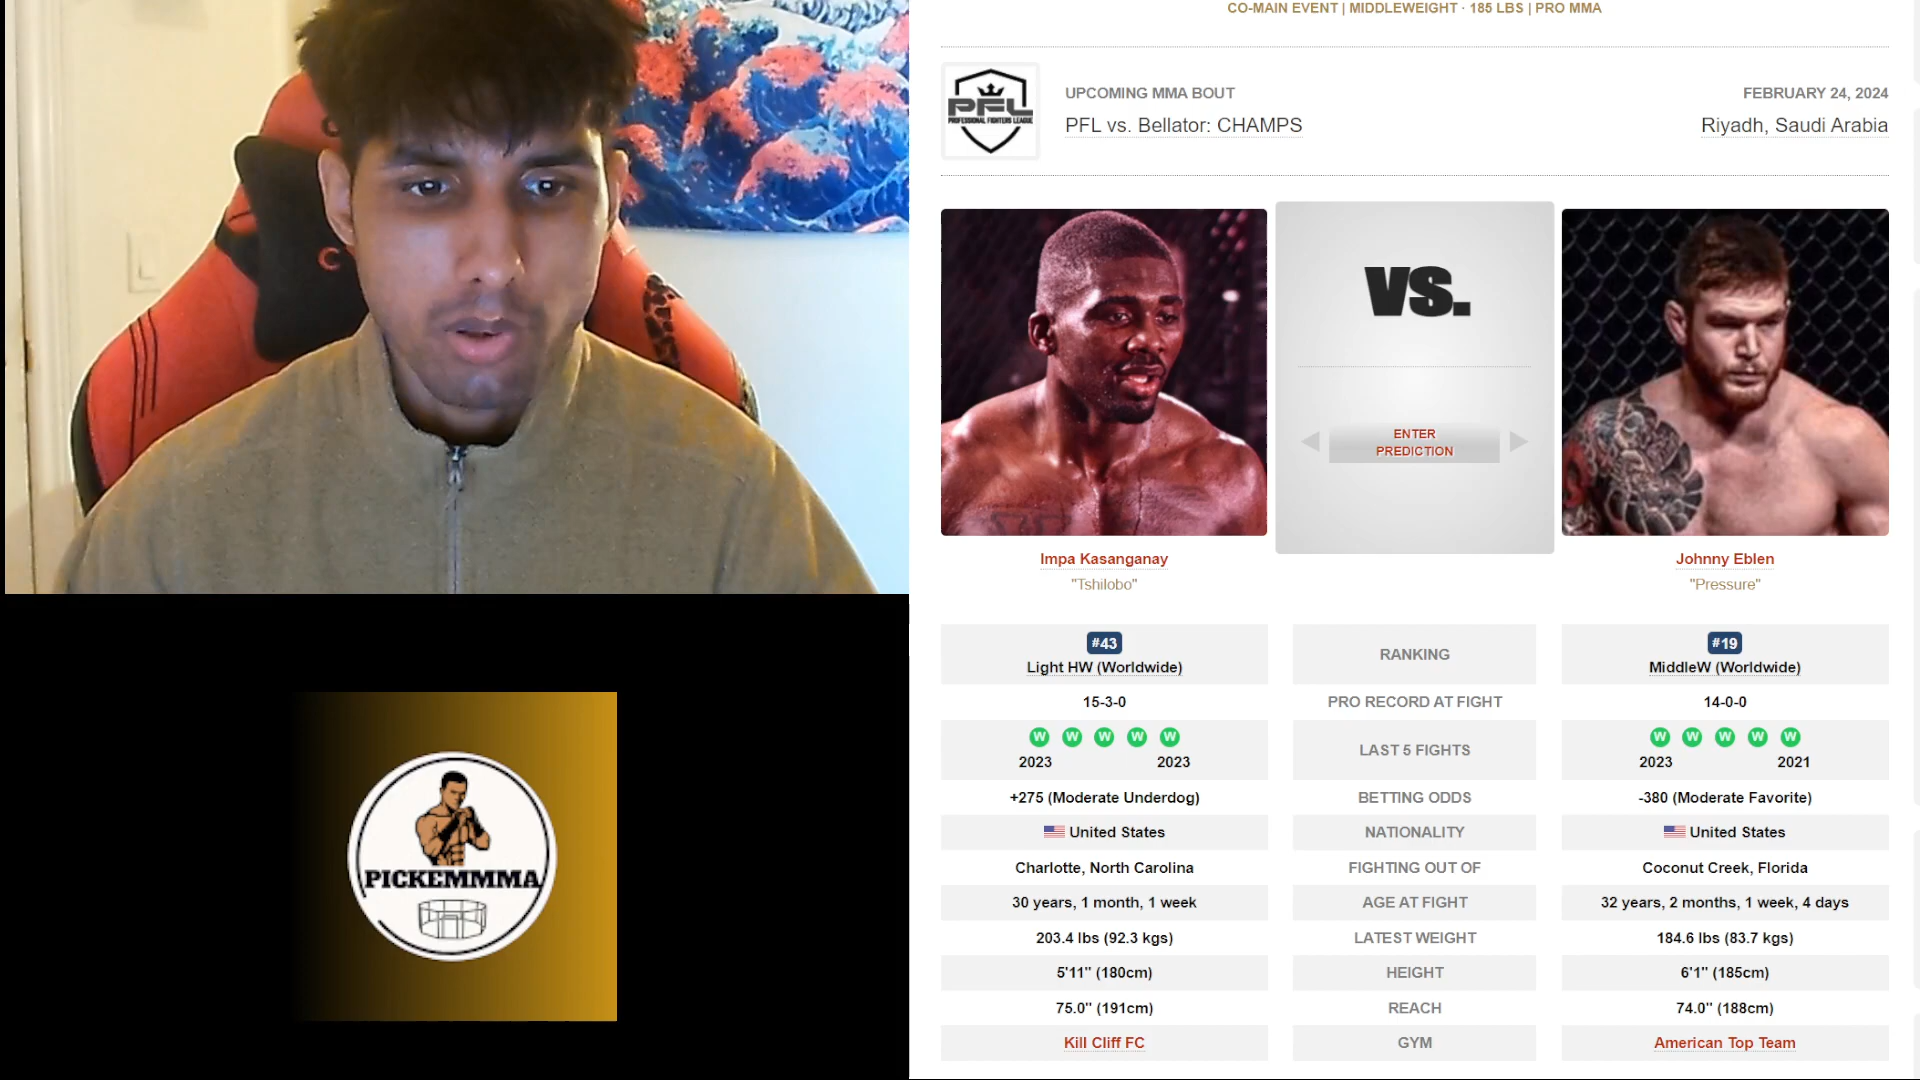 CO-MAIN EVENT | MIDDLEWEIGHT · 185 LBS | PRO MMA
PFL
PROFESSIONAL FIGHTERS LEAGUE
UPCOMING MMA BOUT
PFL vs. Bellator: CHAMPS
FEBRUARY 24, 2024
Riyadh, Saudi Arabia
VS.
ENTER
PREDICTION
Impa Kasanganay
"Tshilobo"
Johnny Eblen
"Pressure"
#43
Light HW (Worldwide)
RANKING
#19
MiddleW (Worldwide)
15-3-0
PRO RECORD AT FIGHT
14-0-0
W W W W W
2023 2023
LAST 5 FIGHTS
W W W W W
2023 2021
+275 (Moderate Underdog)
BETTING ODDS
-380 (Moderate Favorite)
United States
NATIONALITY
United States
Charlotte, North Carolina
FIGHTING OUT OF
Coconut Creek, Florida
30 years, 1 month, 1 week
AGE AT FIGHT
32 years, 2 months, 1 week, 4 days
203.4 lbs (92.3 kgs)
LATEST WEIGHT
184.6 lbs (83.7 kgs)
5'11" (180cm)
HEIGHT
6'1" (185cm)
75.0" (191cm)
REACH
74.0" (188cm)
Kill Cliff FC
GYM
American Top Team
PICKEMMMA